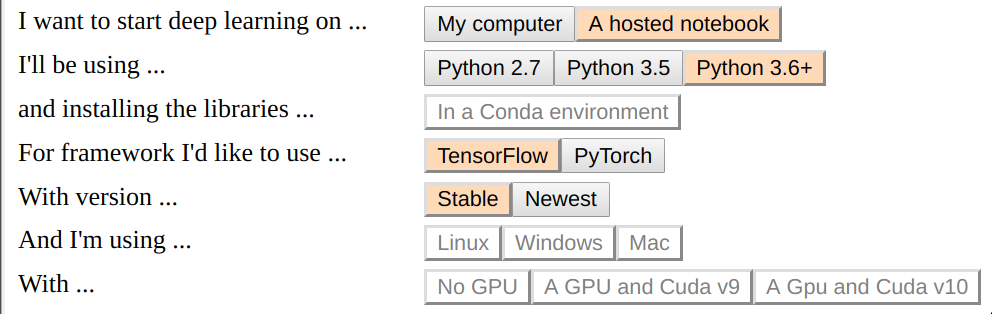 I want to start deep learning on ... My computer A hosted notebook
I'll be using ... Python 2.7 Python 3.5 Python 3.6+
and installing the libraries ... In a Conda environment
For framework I'd like to use ... TensorFlow PyTorch
With version ... Stable Newest
And I'm using ... Linux Windows Mac
With ... No GPU A GPU and Cuda v9 A Gpu and Cuda v10